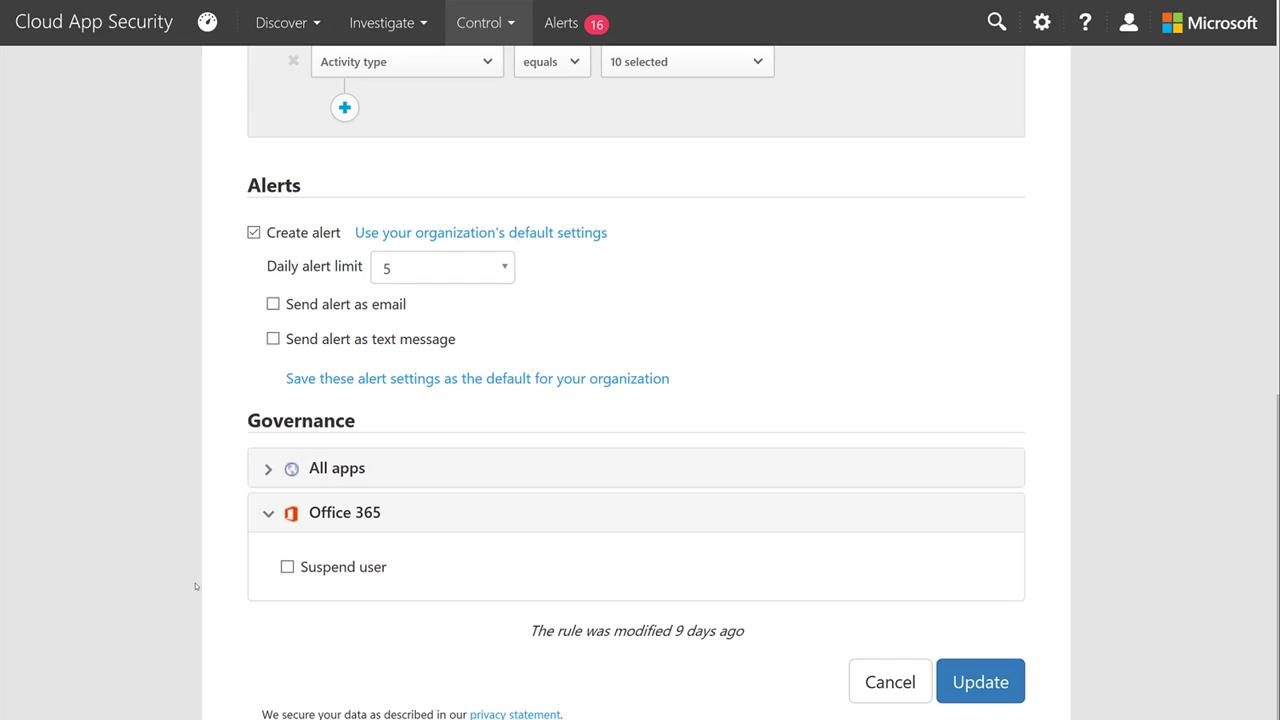 Cloud App Security Discover Investigate Control Alerts 16 Microsoft
Activity type equals 10 selected
Alerts
Create alert Use your organization's default settings
Daily alert limit 5
Send alert as email
Send alert as text message
Save these alert settings as the default for your organization
Governance
All apps
Office 365
Suspend user
The rule was modified 9 days ago
Cancel Update
We secure your data as described in our privacy statement.